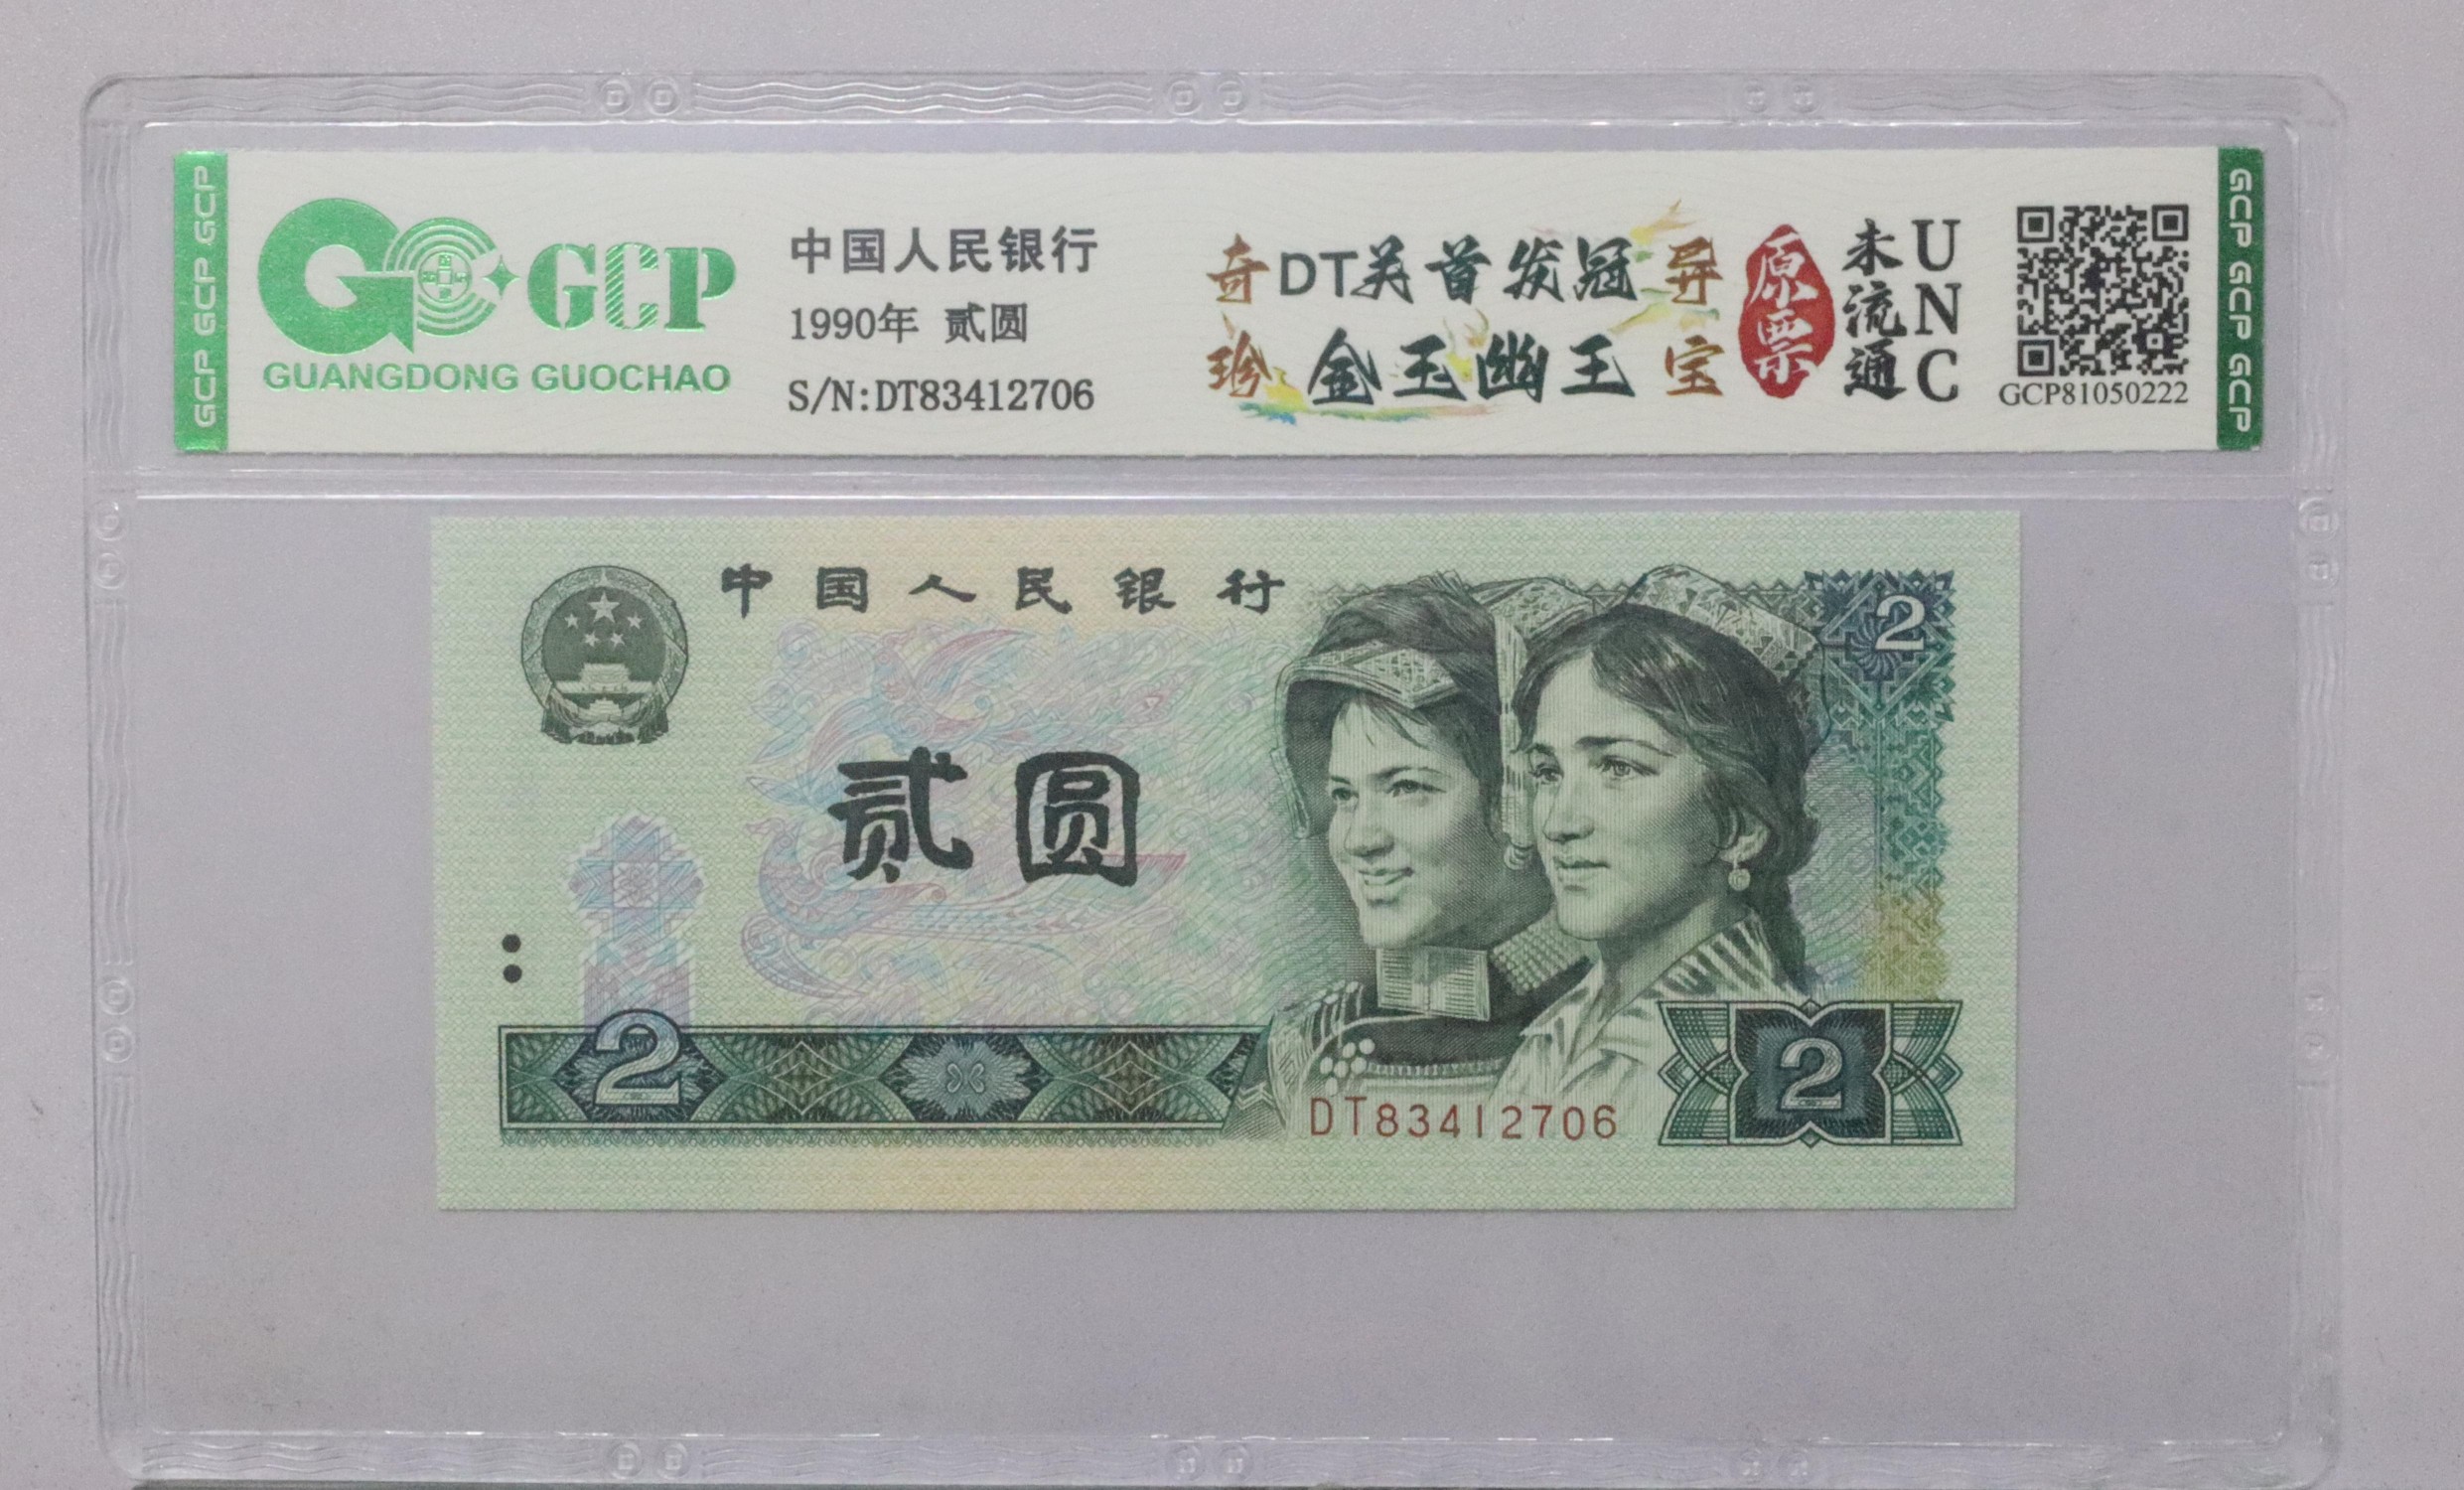 GCP GCP GCP
GCP
GUANGDONG GUOCHAO
中国人民银行
1990年 贰圆
S/N:DT83412706
奇DT关首发冠异
珍金玉幽王宝
原票
未流通
UNC
GCP81050222
GCP GCP GCP
中国人民银行
2
贰圆
2
DT83412706
2